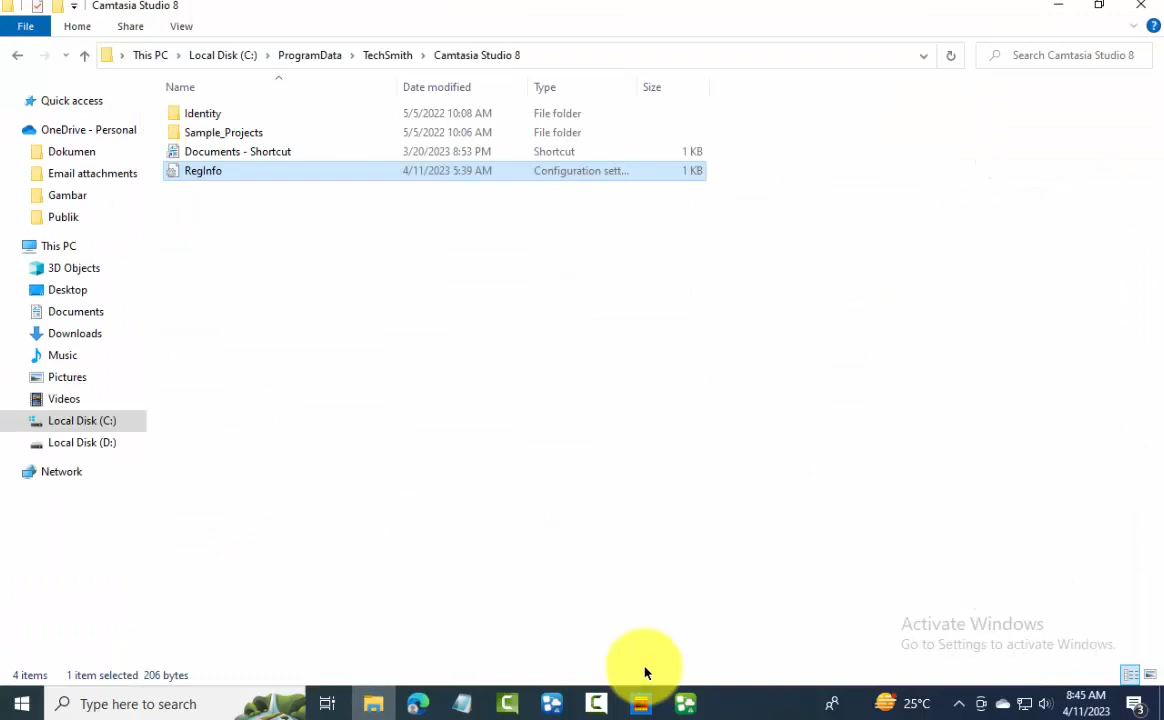 Camtasia Studio 8
File Home Share View
This PC Local Disk (C:) ProgramData TechSmith Camtasia Studio 8 Search Camtasia Studio 8
Name Date modified Type Size
Quick access
OneDrive - Personal
Dokumen
Email attachments
Gambar
Publik
This PC
3D Objects
Desktop
Documents
Downloads
Music
Pictures
Videos
Local Disk (C:)
Local Disk (D:)
Network
Identity 5/5/2022 10:08 AM File folder
Sample_Projects 5/5/2022 10:06 AM File folder
Documents - Shortcut 3/20/2023 8:53 PM Shortcut 1 KB
RegInfo 4/11/2023 5:39 AM Configuration sett... 1 KB
Activate Windows
Go to Settings to activate Windows.
4 items 1 item selected 206 bytes
Type here to search
25°C
8:45 AM
4/11/2023
3